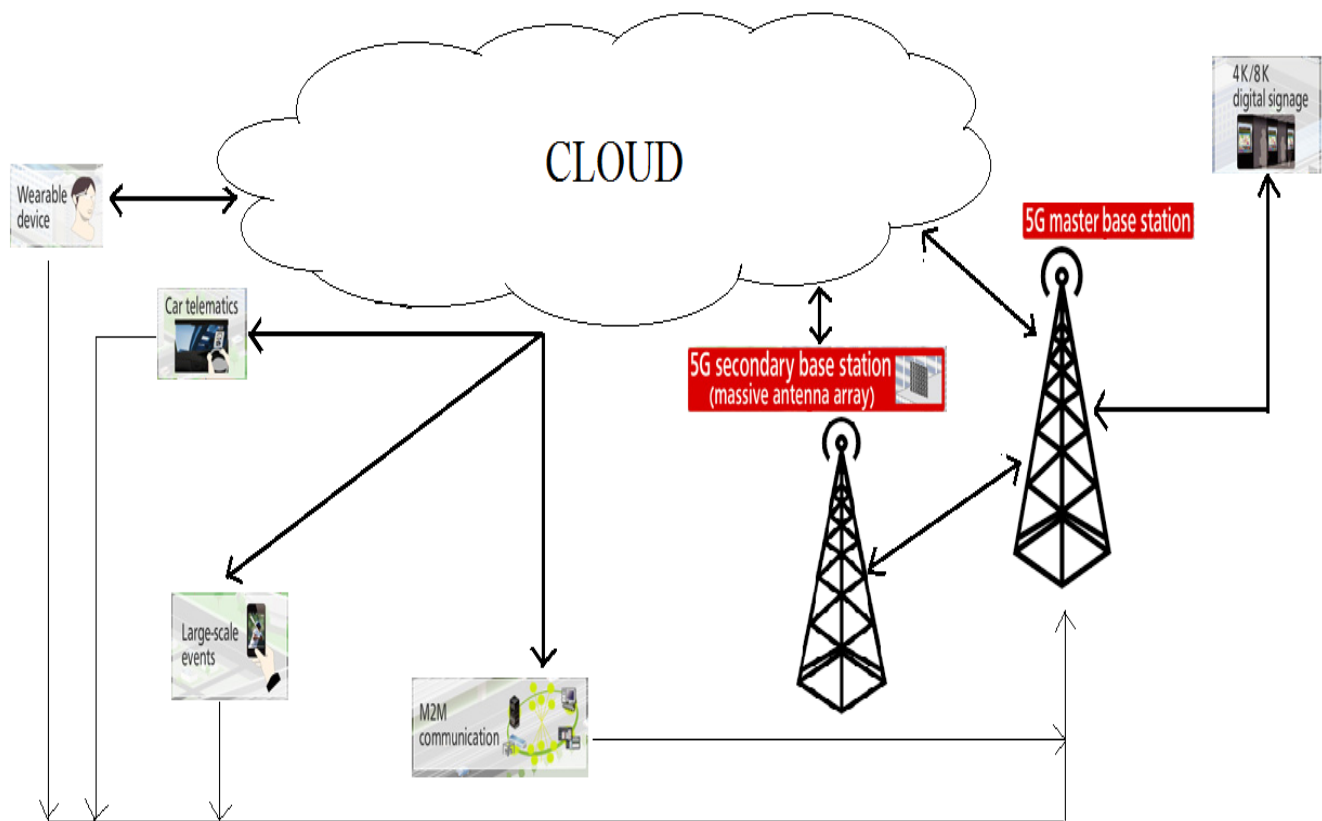 CLOUD
4K/8K
digital signage
Wearable
device
5G master base station
Car telematics
5G secondary base station
(massive antenna array)
Large-scale
events
M2M
communication